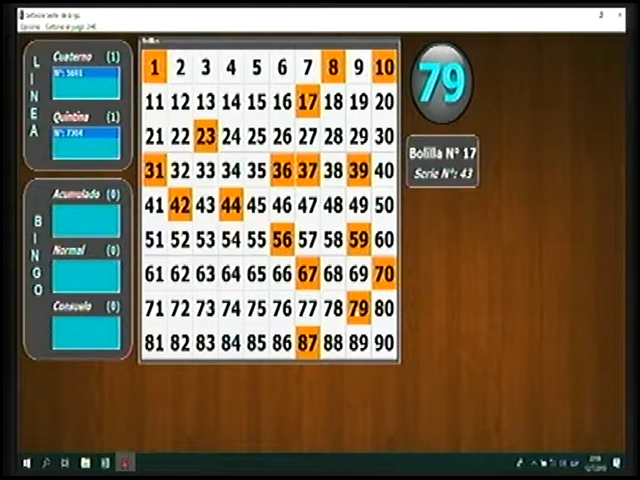 LINEA
Cuaterno (1)
Quintina (1)
BINGO
Acumulado (0)
Normal (0)
Consuelo (0)
1 2 3 4 5 6 7 8 9 10
11 12 13 14 15 16 17 18 19 20
21 22 23 24 25 26 27 28 29 30
31 32 33 34 35 36 37 38 39 40
41 42 43 44 45 46 47 48 49 50
51 52 53 54 55 56 57 58 59 60
61 62 63 64 65 66 67 68 69 70
71 72 73 74 75 76 77 78 79 80
81 82 83 84 85 86 87 88 89 90
79
Bolilla Nº 17
Serie Nº: 43